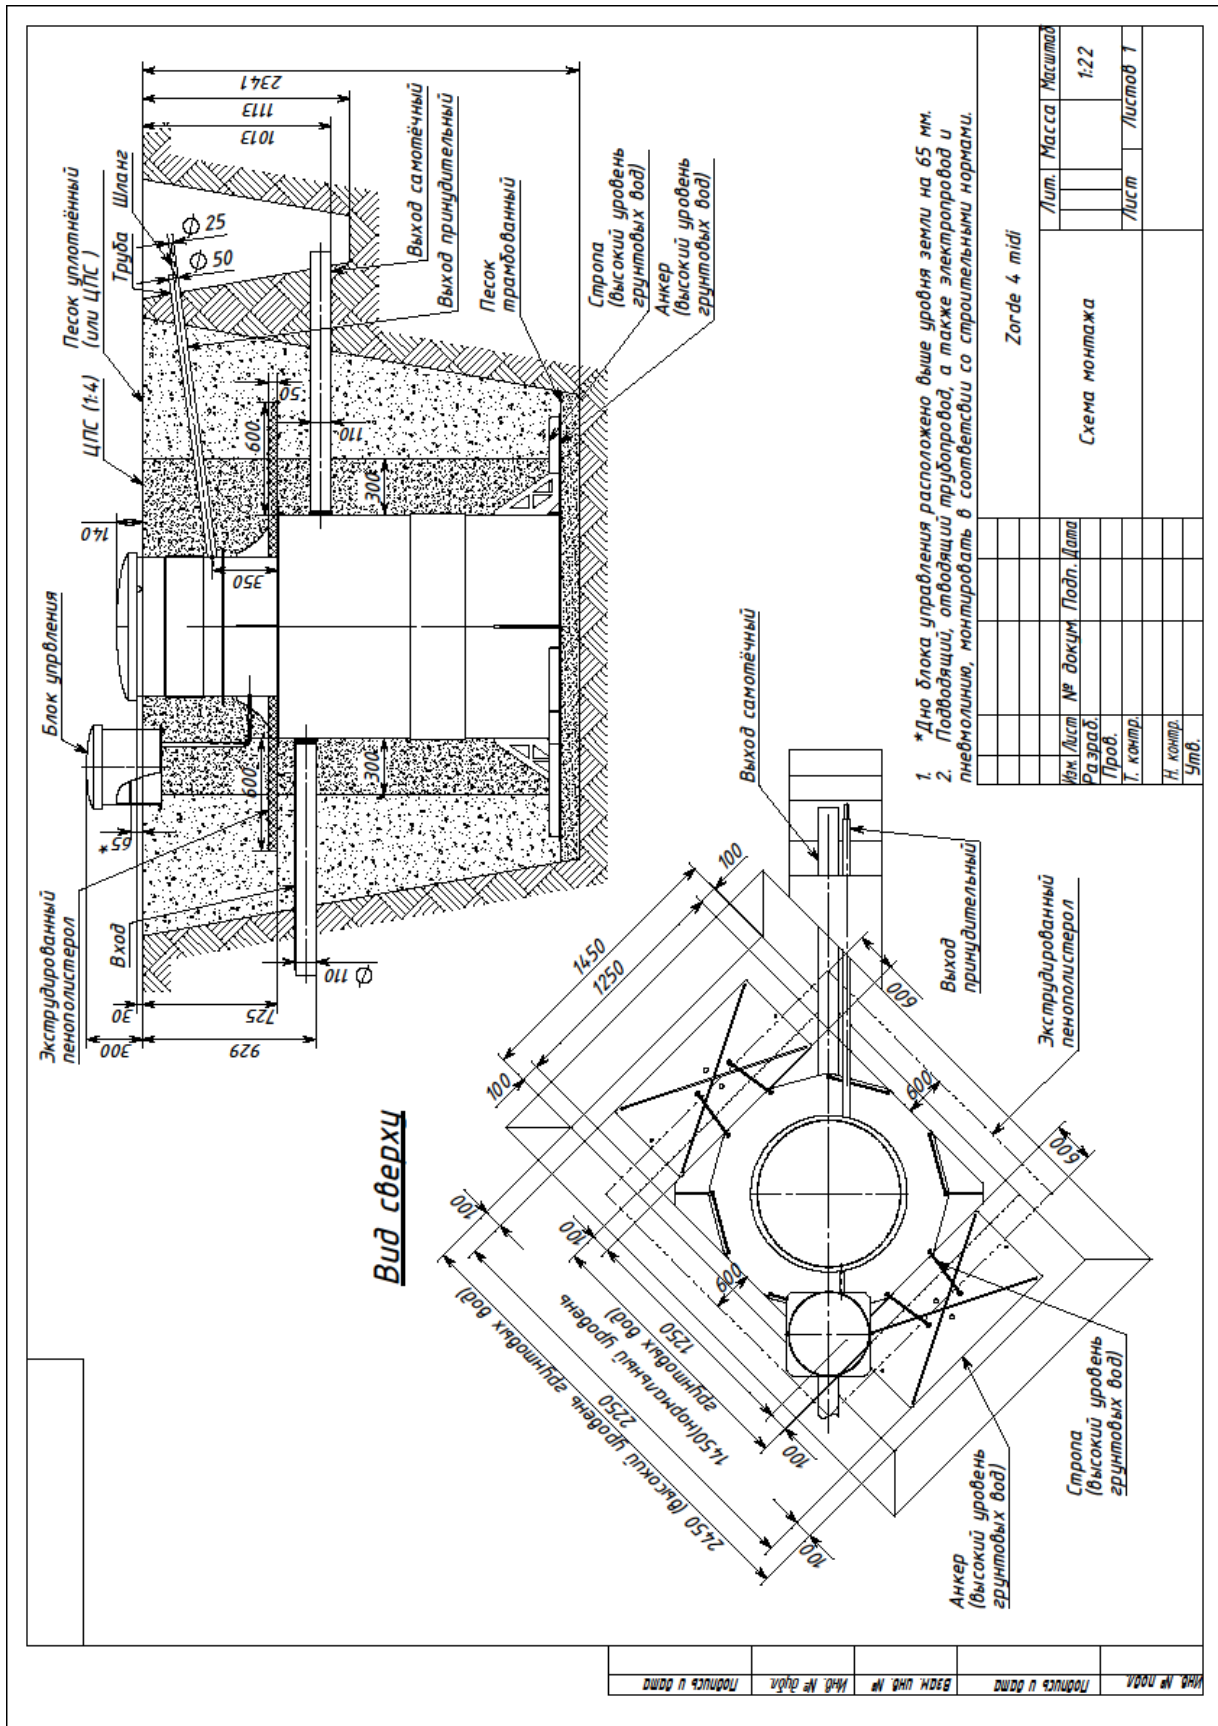 Песок уплотнённый
(или ЦПС )
ЦПС (1:4)
Труба
Шланг
Ø 25
Ø 50
Блок упрвления
Экструдированный
пенополистерол
Вход
140
65*
350
600
600
50
300
300
110
Ø 110
30
300
725
929
1013
1113
2341
Выход самотёчный
Выход принудительный
Песок
трамбованный
Стропа
(высокий уровень
грунтовых вод)
Анкер
(высокий уровень
грунтовых вод)
Вид сверху
100
1450
1250
100
600
600
600
600
100
100
100
100
1250
1450(нормальный уровень
грунтовых вод)
2250
2450 (высокий уровень грунтовых вод)
Выход самотёчный
Выход
принудительный
Экструдированный
пенополистерол
Стропа
(высокий уровень
грунтовых вод)
Анкер
(высокий уровень
грунтовых вод)
1. *Дно блока управления расположено выше уровня земли на 65 мм.
2. Подводящий, отводящий трубопровод, а также электропровод и
пневмолинию, монтировать в соответсвии со строительными нормами.
Zorde 4 midi
Схема монтажа
Лит. Масса Масштаб
1:22
Лист Листов 1
Изм. Лист № докум. Подп. Дата
Разраб.
Пров.
Т. контр.
Н. контр.
Утв.
Подпись и дата
Инв. № дубл.
Взам. инв. №
Подпись и дата
Инв. № подл.